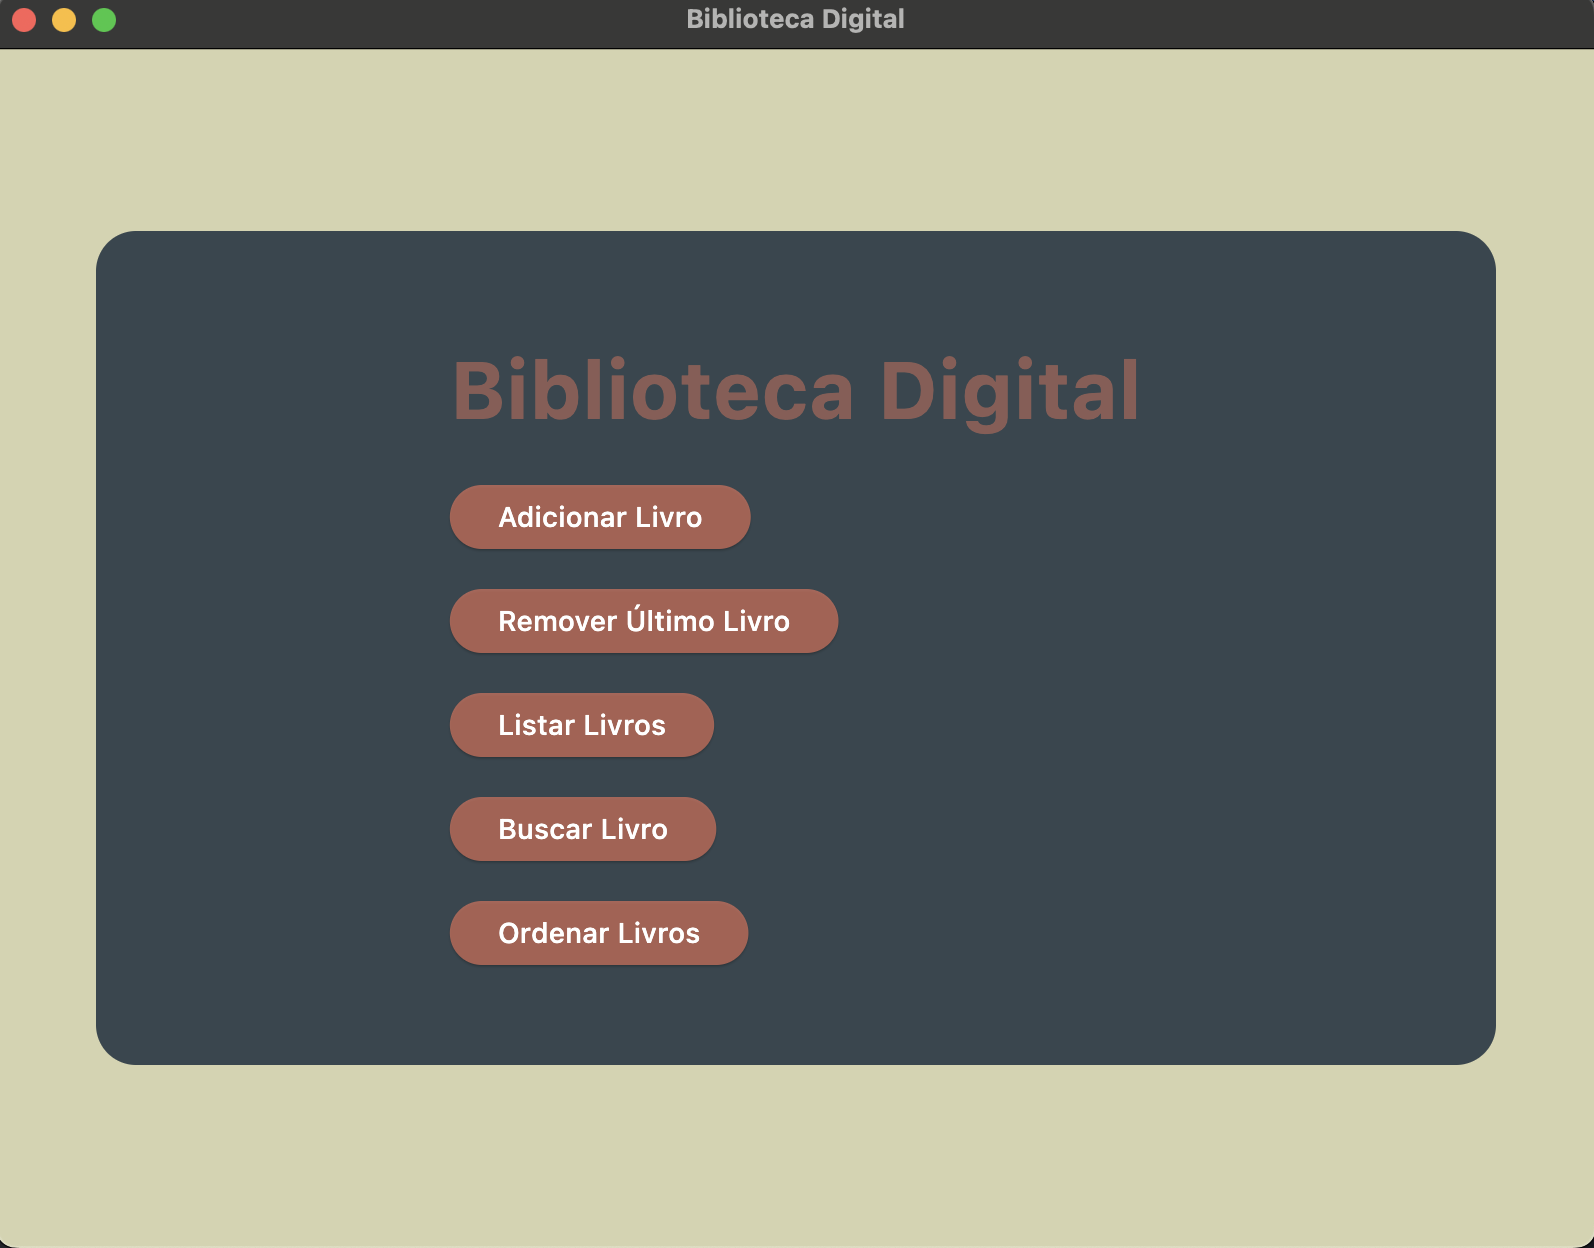 Biblioteca Digital
Biblioteca Digital
Adicionar Livro
Remover Último Livro
Listar Livros
Buscar Livro
Ordenar Livros